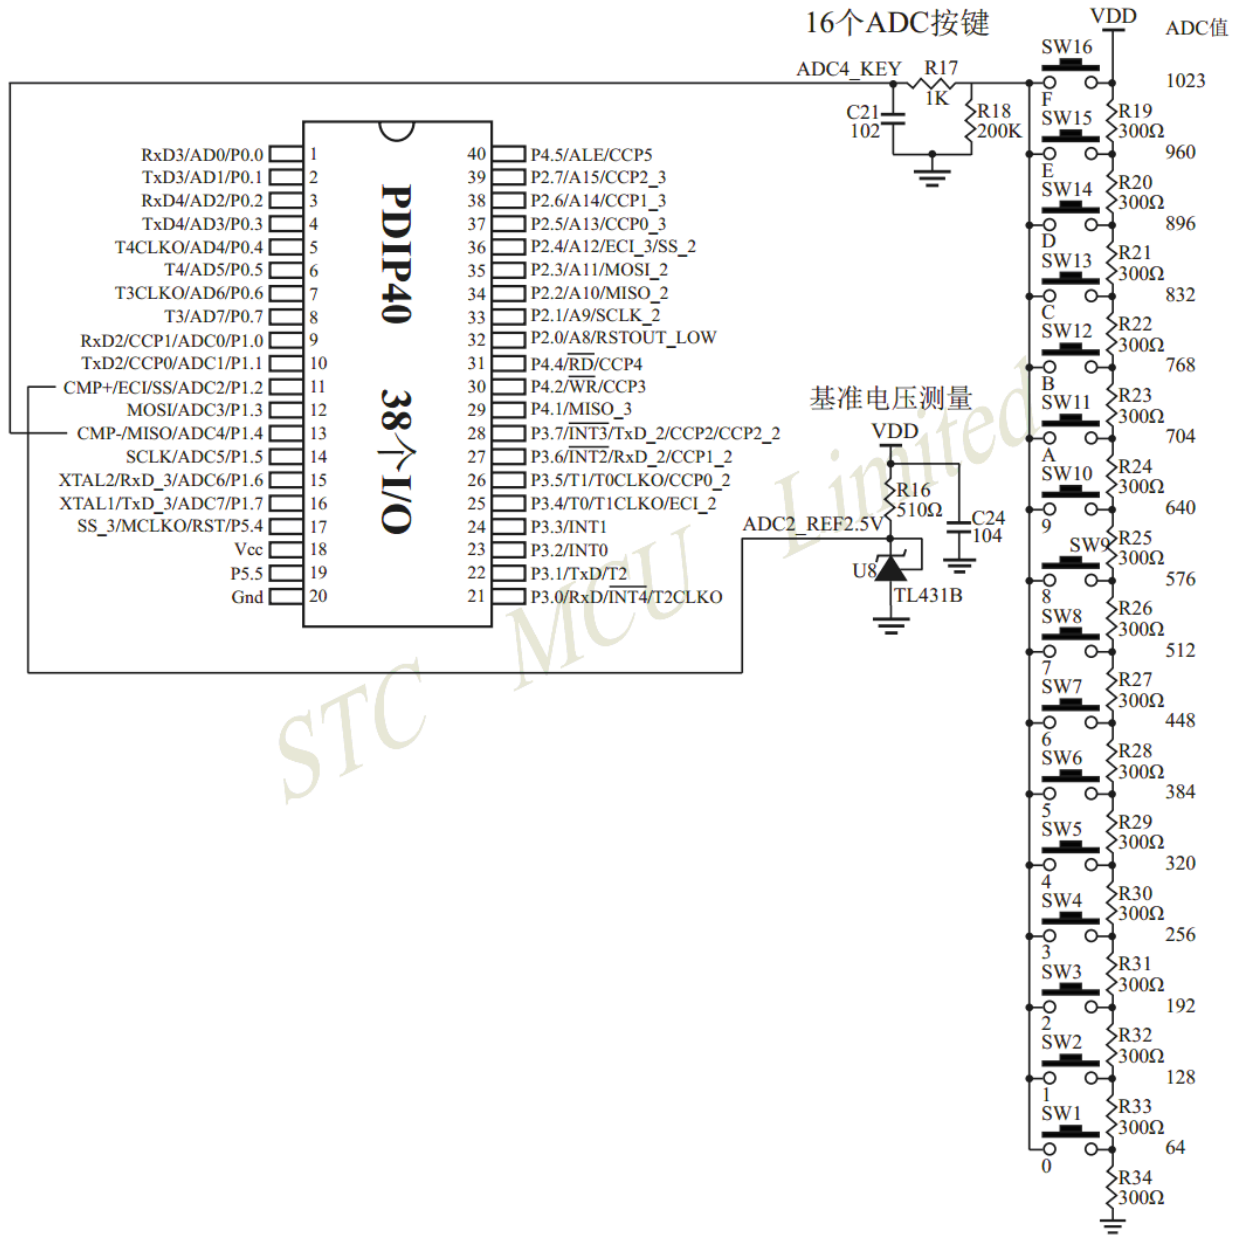 16个ADC按键
VDD
ADC值
ADC4_KEY
R17
1K
C21
102
R18
200K
SW16
1023
F
R19
300Ω
SW15
960
E
R20
300Ω
SW14
896
D
R21
300Ω
SW13
832
C
R22
300Ω
SW12
768
B
R23
300Ω
SW11
704
A
R24
300Ω
SW10
640
9
R25
300Ω
SW9
576
8
R26
300Ω
SW8
512
7
R27
300Ω
SW7
448
6
R28
300Ω
SW6
384
5
R29
300Ω
SW5
320
4
R30
300Ω
SW4
256
3
R31
300Ω
SW3
192
2
R32
300Ω
SW2
128
1
R33
300Ω
SW1
64
0
R34
300Ω
PDIP40 38个I/O
RxD3/AD0/P0.0 1
TxD3/AD1/P0.1 2
RxD4/AD2/P0.2 3
TxD4/AD3/P0.3 4
T4CLKO/AD4/P0.4 5
T4/AD5/P0.5 6
T3CLKO/AD6/P0.6 7
T3/AD7/P0.7 8
RxD2/CCP1/ADC0/P1.0 9
TxD2/CCP0/ADC1/P1.1 10
CMP+/ECI/SS/ADC2/P1.2 11
MOSI/ADC3/P1.3 12
CMP-/MISO/ADC4/P1.4 13
SCLK/ADC5/P1.5 14
XTAL2/RxD_3/ADC6/P1.6 15
XTAL1/TxD_3/ADC7/P1.7 16
SS_3/MCLKO/RST/P5.4 17
Vcc 18
P5.5 19
Gnd 20
40 P4.5/ALE/CCP5
39 P2.7/A15/CCP2_3
38 P2.6/A14/CCP1_3
37 P2.5/A13/CCP0_3
36 P2.4/A12/ECI_3/SS_2
35 P2.3/A11/MOSI_2
34 P2.2/A10/MISO_2
33 P2.1/A9/SCLK_2
32 P2.0/A8/RSTOUT_LOW
31 P4.4/RD/CCP4
30 P4.2/WR/CCP3
29 P4.1/MISO_3
28 P3.7/INT3/TxD_2/CCP2/CCP2_2
27 P3.6/INT2/RxD_2/CCP1_2
26 P3.5/T1/T0CLKO/CCP0_2
25 P3.4/T0/T1CLKO/ECI_2
24 P3.3/INT1
23 P3.2/INT0
22 P3.1/TxD/T2
21 P3.0/RxD/INT4/T2CLKO
基准电压测量
VDD
R16
510Ω
ADC2_REF2.5V
C24
104
U8
TL431B
STC MCU Limited